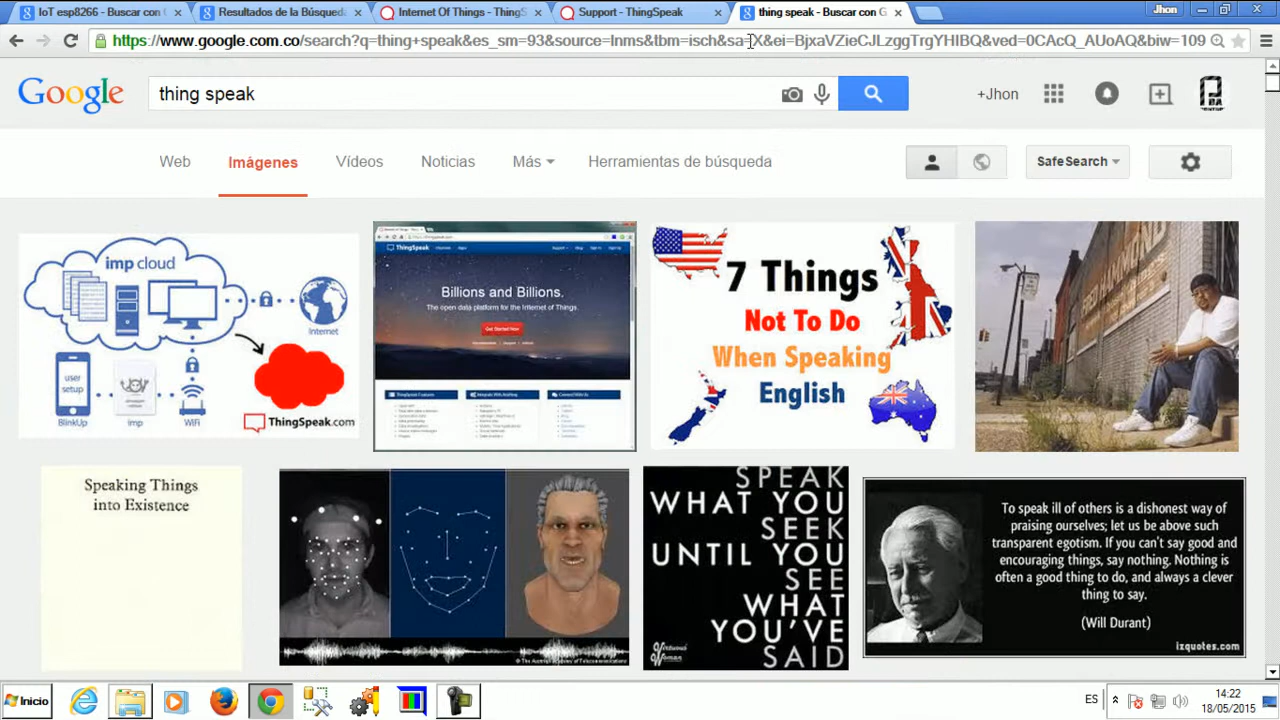 IoT esp8266 - Buscar con G
Resultados de la Búsqueda
Internet Of Things - ThingS
Support - ThingSpeak
thing speak - Buscar con G
Jhon
https://www.google.com.co/search?q=thing+speak&es_sm=93&source=lnms&tbm=isch&sa=X&ei=BjxaVZieCJLzggTrgYHIBQ&ved=0CAcQ_AUoAQ&biw=109
Google
thing speak
+Jhon
Web
Imágenes
Vídeos
Noticias
Más
Herramientas de búsqueda
SafeSearch
imp cloud
Internet
user
setup
BlinkUp
imp
WiFi
ThingSpeak.com
ThingSpeak
Billions and Billions.
The open data platform for the Internet of Things.
Get Started Now
7 Things
Not To Do
When Speaking
English
Speaking Things
into Existence
SPEAK
WHAT YOU
SEEK
UNTIL YOU
SEE
WHAT
YOU'VE
SAID
Virtuous
Woman
To speak ill of others is a dishonest way of
praising ourselves; let us be above such
transparent egotism. If you can't say good and
encouraging things, say nothing. Nothing is
often a good thing to do, and always a clever
thing to say.
(Will Durant)
izquotes.com
Inicio
ES
14:22
18/05/2015